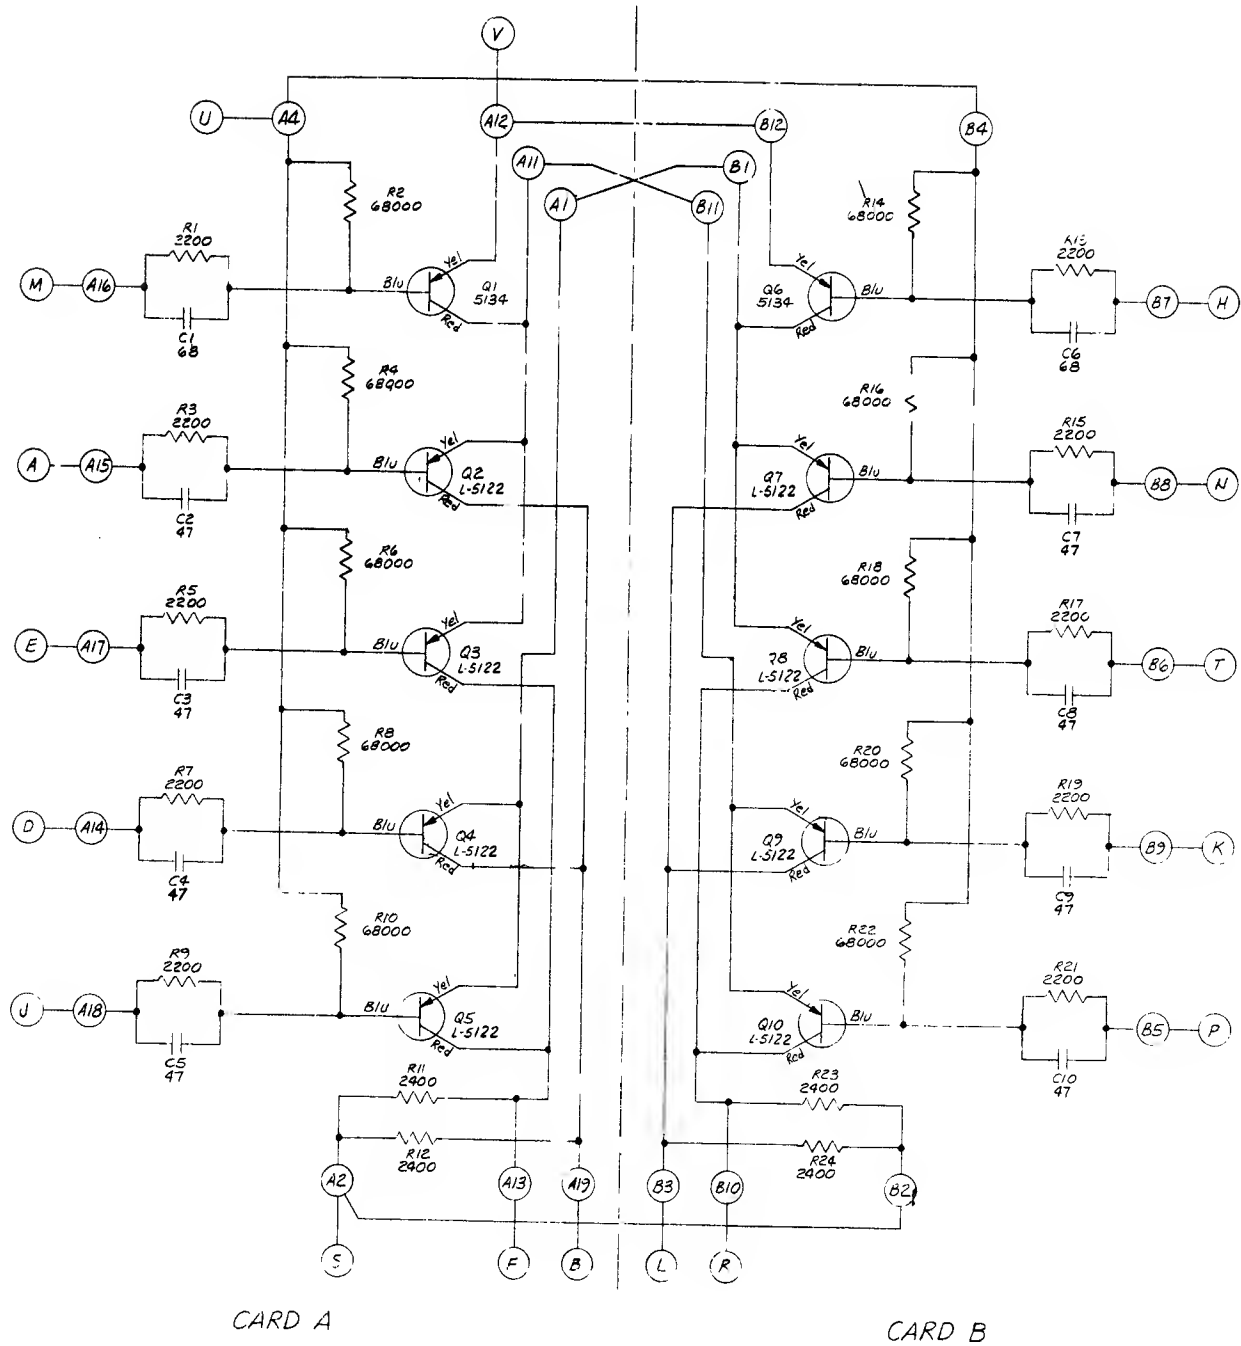 V
U
A4
A12
B12
B4
A11
B1
A1
B11
R2
68000
R14
68000
R1
2200
2200
M
A16
Blu
Yel
Q1
5134
Red
C1
68
Yel
Q6
5134
Blu
Red
B7
H
C6
68
R4
68000
R16
68000
R3
2200
R15
2200
A
A15
Blu
Yel
Q2
L-5122
Red
C2
47
Yel
Q7
L-5122
Blu
Red
B8
N
C7
47
R6
68000
R18
68000
R5
2200
R17
2200
E
A17
Blu
Yel
Q3
L-5122
Red
C3
47
L-5122
Blu
Red
B6
T
C8
47
R8
68000
R20
68000
R7
2200
R19
2200
D
A14
Blu
Yel
Q4
L-5122
Red
C4
47
Yel
Q9
L-5122
Blu
Red
B9
K
C9
47
R10
68000
R22
68000
R9
2200
R21
2200
J
A18
Blu
Yel
Q5
L-5122
Red
C5
47
Yel
Q10
L-5122
Blu
Red
B5
P
C10
47
R11
2400
R23
2400
R12
2400
R24
2400
A2
A13
A19
B3
B10
B2
S
F
B
L
R
CARD A
CARD B